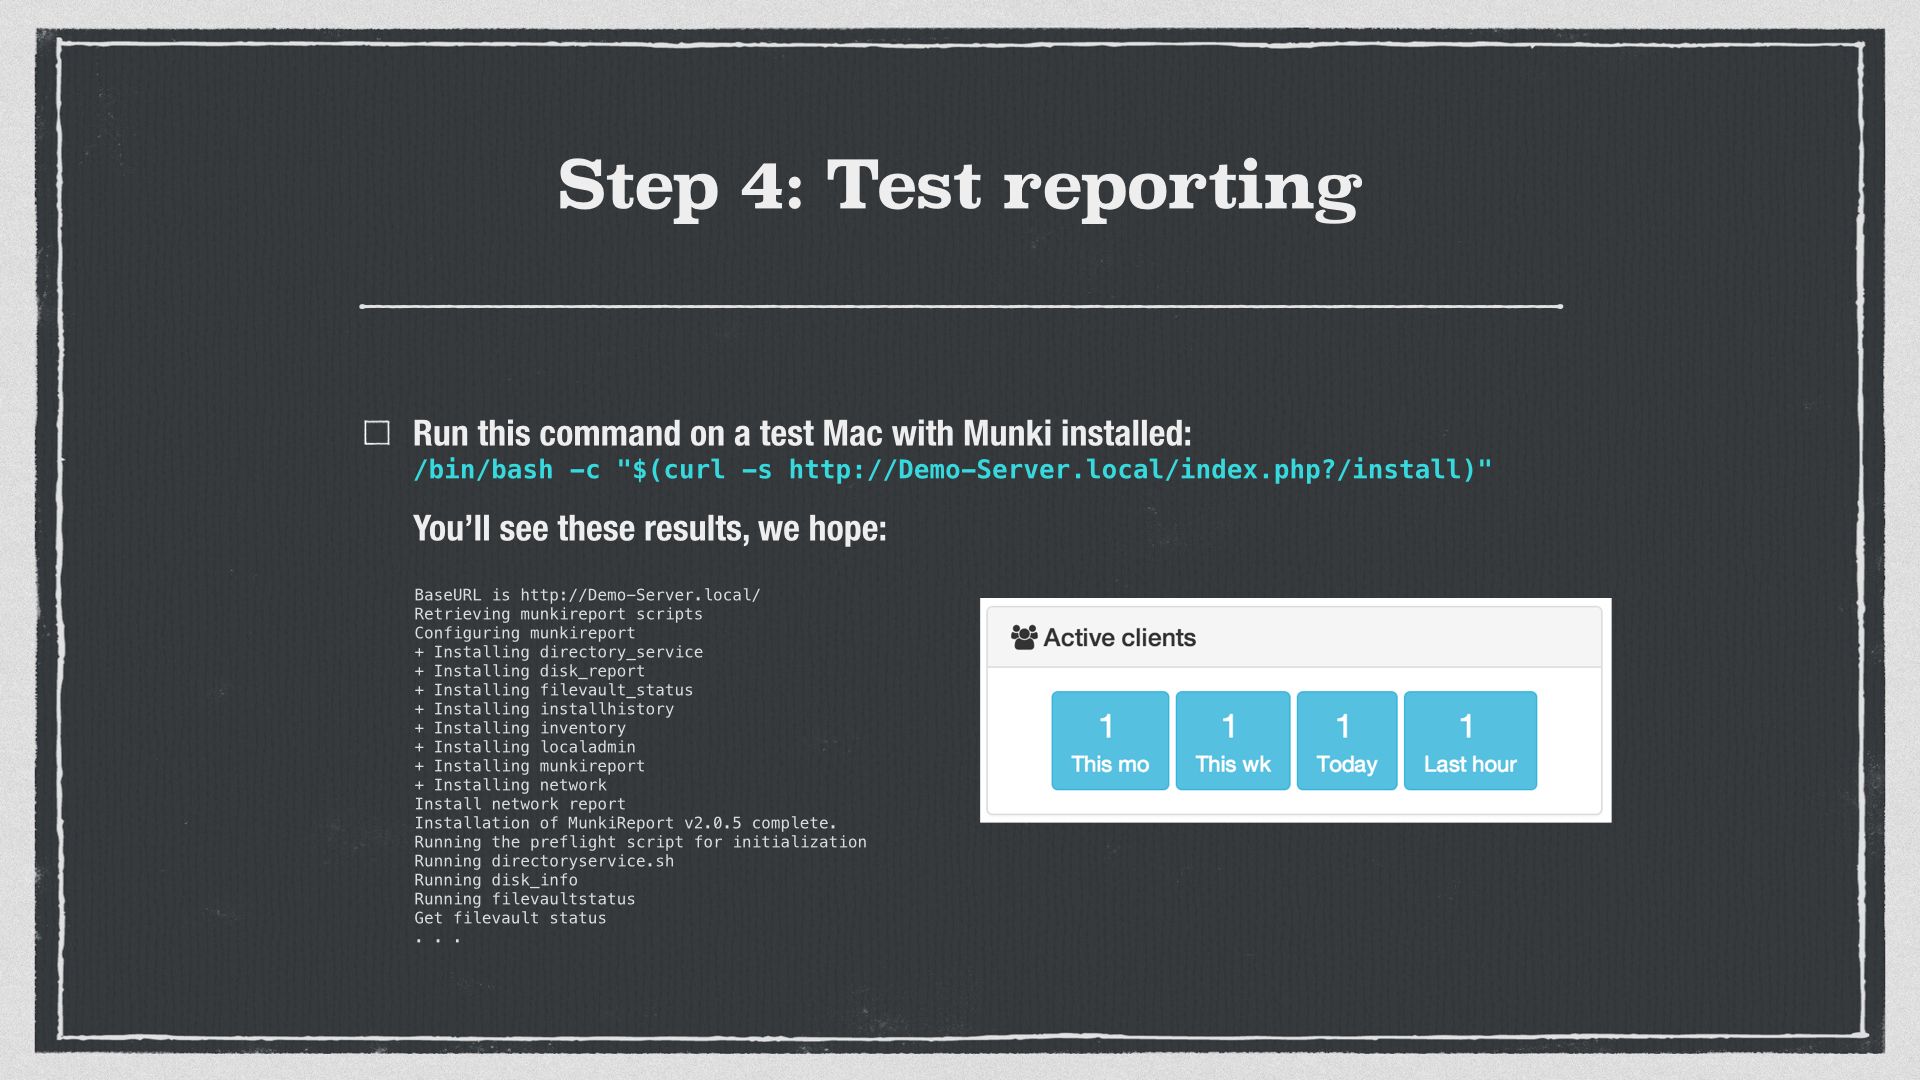 Step 4: Test reporting
Run this command on a test Mac with Munki installed:
/bin/bash -c "$(curl -s http://Demo-Server.local/index.php?/install)"
You’ll see these results, we hope:
BaseURL is http://Demo-Server.local/
Retrieving munkireport scripts
Configuring munkireport
+ Installing directory_service
+ Installing disk_report
+ Installing filevault_status
+ Installing installhistory
+ Installing inventory
+ Installing localadmin
+ Installing munkireport
+ Installing network
Install network report
Installation of MunkiReport v2.0.5 complete.
Running the preflight script for initialization
Running directoryservice.sh
Running disk_info
Running filevaultstatus
Get filevault status
. . .
Active clients
1 1 1 1
This mo This wk Today Last hour